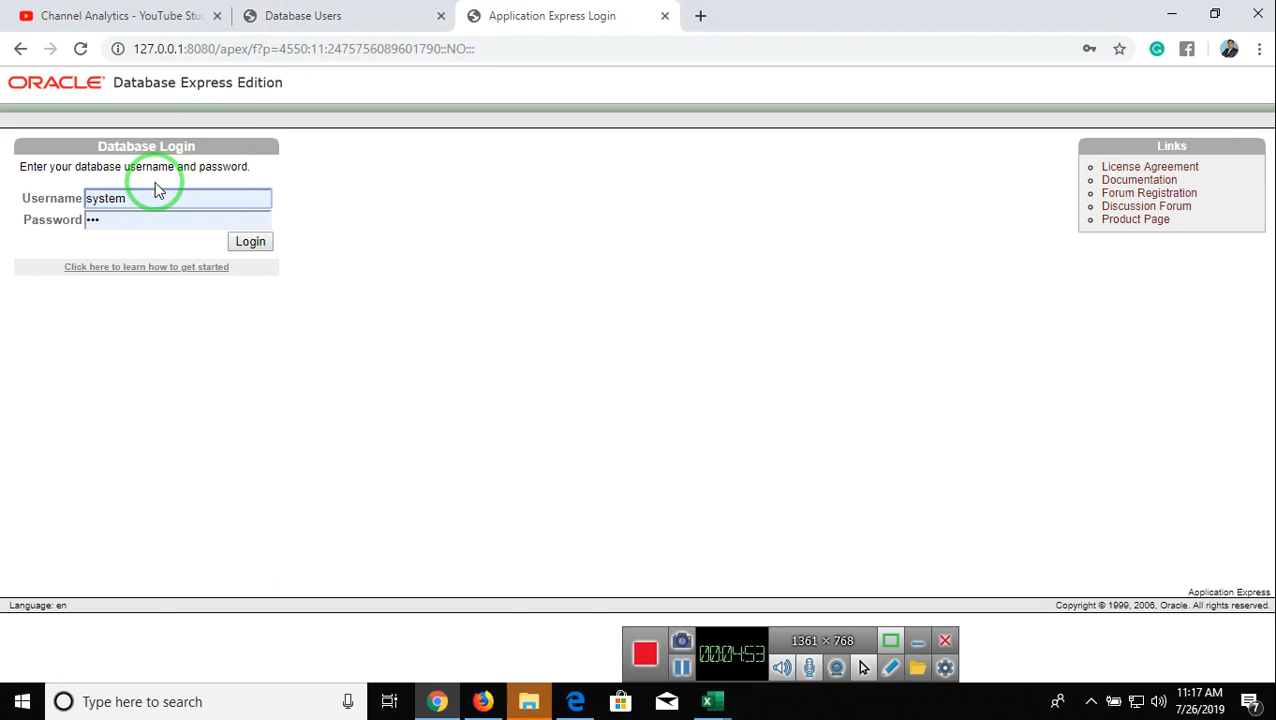 Channel Analytics - YouTube Stu
Database Users
Application Express Login
127.0.0.1:8080/apex/f?p=4550:11:2475756089601790::NO:::
ORACLE Database Express Edition
Database Login
Enter your database username and password.
Username system
Password •••
Login
Click here to learn how to get started
Links
License Agreement
Documentation
Forum Registration
Discussion Forum
Product Page
Application Express
Language: en
Copyright © 1999, 2006, Oracle. All rights reserved.
00:04:53
1361 × 768
Type here to search
11:17 AM
7/26/2019
7